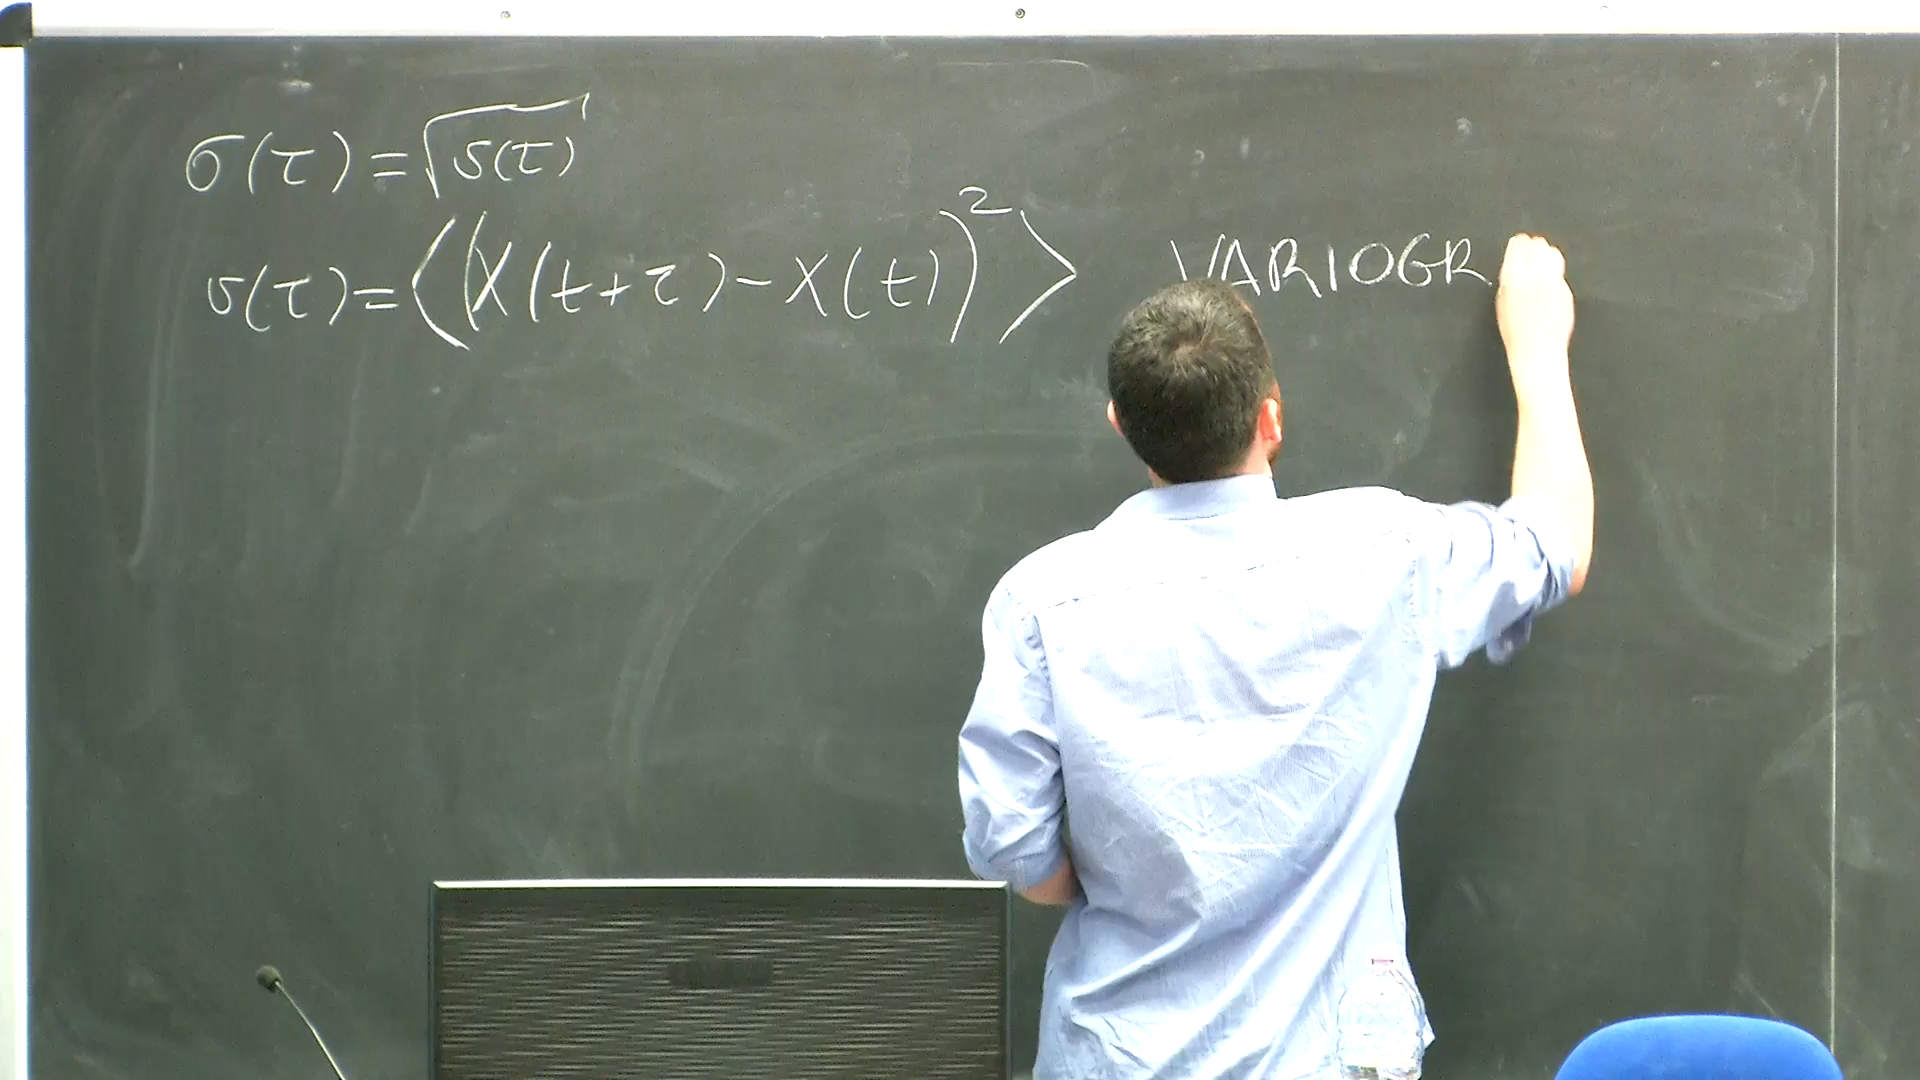 σ(τ) = √v(τ)
v(τ) = ⟨(X(t+τ) − X(t))²⟩ VARIOGR